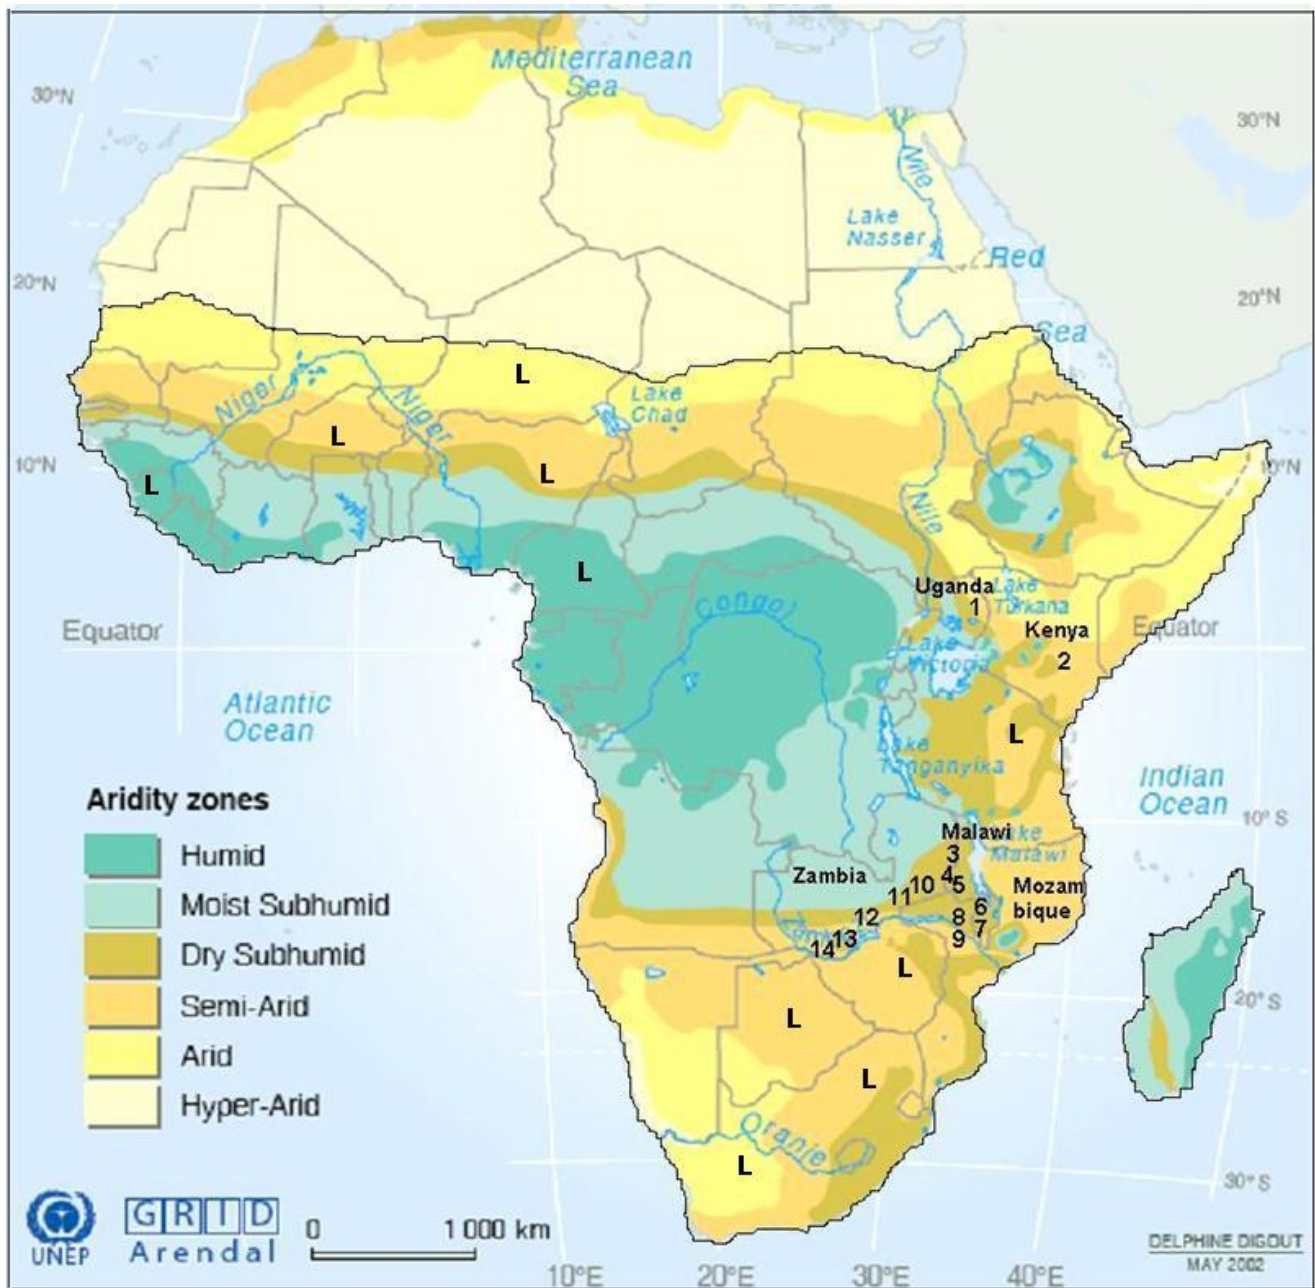 Mediterranean
Sea
30°N
30°N
Nile
Lake
Nasser
Red
Sea
20°N
20°N
L
Niger
Niger
Lake
Chad
L
10°N
10°N
L
L
Nile
L
Uganda
1
Lake
Turkana
Congo
Equator
Kenya
2
Equator
Lake
Victoria
Atlantic
Ocean
L
Lake
Tanganyika
Indian
Ocean
Aridity zones
Humid
Moist Subhumid
Dry Subhumid
Semi-Arid
Arid
Hyper-Arid
10° S
Malawi
Lake
Malawi
3
Zambia
4
5
10
11
Mozam
bique
6
12
8
7
13
9
14
L
20° S
L
L
Oranje
L
30° S
UNEP
GRID
Arendal
0
1 000 km
DELPHINE DIGOUT
MAY 2002
10°E
20°E
30°E
40°E